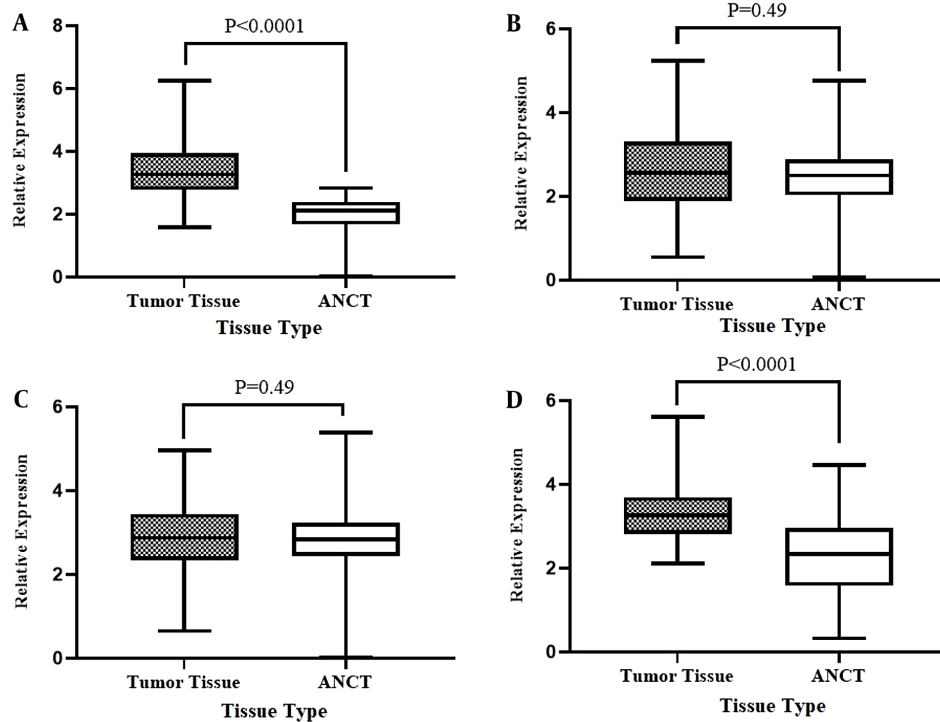 A
P<0.0001
8
6
4
2
0
Relative Expression
Tumor Tissue ANCT
Tissue Type
B
P=0.49
6
4
2
0
Relative Expression
Tumor Tissue ANCT
Tissue Type
C
P=0.49
6
4
2
0
Relative Expression
Tumor Tissue ANCT
Tissue Type
D
P<0.0001
6
4
2
0
Relative Expression
Tumor Tissue ANCT
Tissue Type